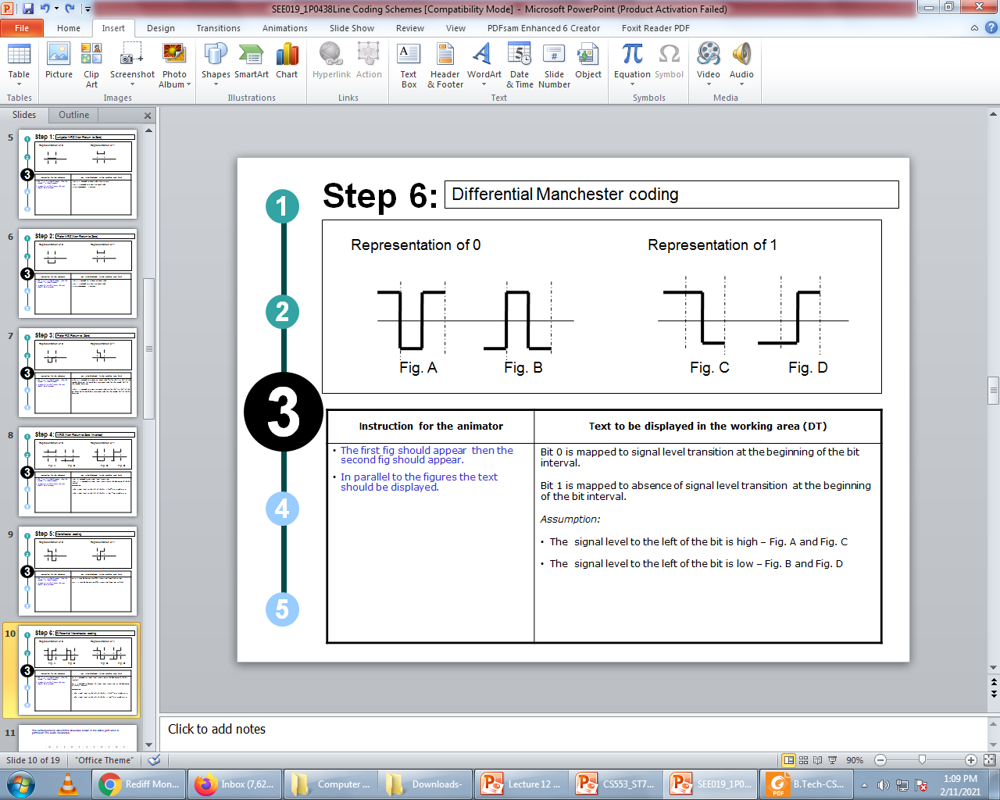 SEE019_1P0438Line Coding Schemes [Compatibility Mode] - Microsoft PowerPoint (Product Activation Failed)
File Home Insert Design Transitions Animations Slide Show Review View PDFsam Enhanced 6 Creator Foxit Reader PDF
Table Picture Clip Art Screenshot Photo Album Shapes SmartArt Chart Hyperlink Action Text Box Header & Footer WordArt Date & Time Slide Number Object Equation Symbol Video Audio
Tables Images Illustrations Links Text Symbols Media
Slides Outline
5
Step 1:
6
Step 2:
7
Step 3:
8
Step 4:
9
Step 5:
10
Step 6:
11
1
2
3
4
5
Step 6: Differential Manchester coding
Representation of 0 Representation of 1
Fig. A Fig. B Fig. C Fig. D
Instruction for the animator
• The first fig should appear then the
second fig should appear.
• In parallel to the figures the text
should be displayed.
Text to be displayed in the working area (DT)
Bit 0 is mapped to signal level transition at the beginning of the bit
interval.
Bit 1 is mapped to absence of signal level transition at the beginning
of the bit interval.
Assumption:
• The signal level to the left of the bit is high – Fig. A and Fig. C
• The signal level to the left of the bit is low – Fig. B and Fig. D
Click to add notes
Slide 10 of 19 "Office Theme" 90%
Rediff Mon... Inbox (7,62... Computer ... Downloads- Lecture 12 ... CS553_ST7... SEE019_1P0... B.Tech-CS...
1:09 PM
2/11/2021